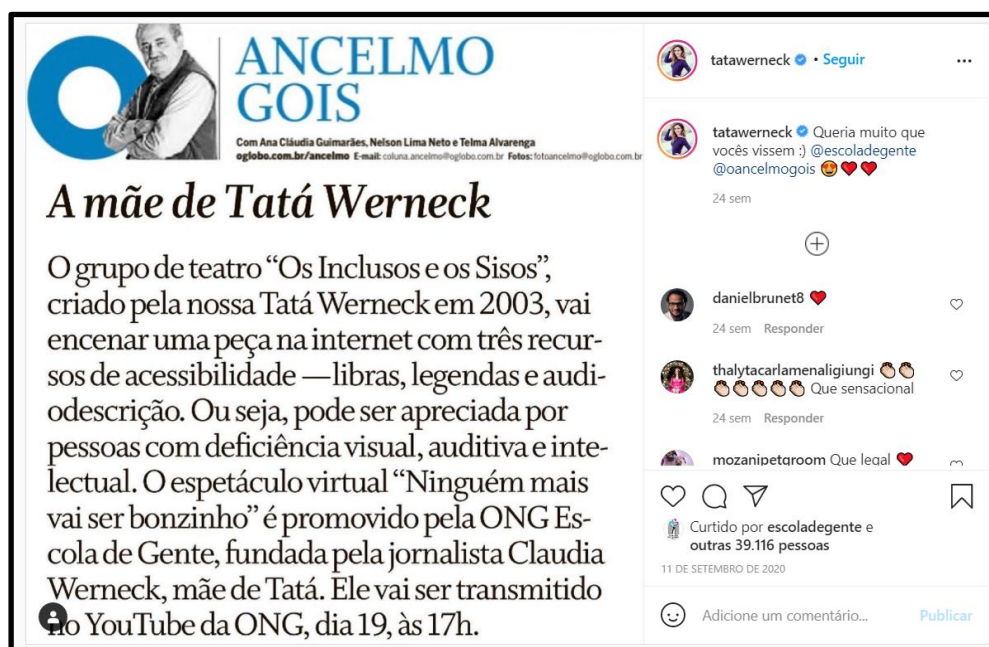 ANCELMO
GOIS
Com Ana Cláudia Guimarães, Nelson Lima Neto e Telma Alvarenga
oglobo.com.br/ancelmo E-mail: coluna.ancelmo@oglobo.com.br Fotos: fotoancelmo@oglobo.com.br
A mãe de Tatá Werneck
O grupo de teatro “Os Inclusos e os Sisos”,
criado pela nossa Tatá Werneck em 2003, vai
encenar uma peça na internet com três recur-
sos de acessibilidade —libras, legendas e audi-
odescrição. Ou seja, pode ser apreciada por
pessoas com deficiência visual, auditiva e inte-
lectual. O espetáculo virtual “Ninguém mais
vai ser bonzinho” é promovido pela ONG Es-
cola de Gente, fundada pela jornalista Claudia
Werneck, mãe de Tatá. Ele vai ser transmitido
no YouTube da ONG, dia 19, às 17h.
tatawerneck • Seguir
tatawerneck Queria muito que
vocês vissem :) @escoladegente
@oancelmogois 😍❤️❤️
24 sem
danielbrunet8 ❤️
24 sem Responder
thalytacarlamenaligiungi 👏👏
👏👏👏👏👏 Que sensacional
24 sem Responder
mozanipetgroom Que legal ❤️
Curtido por escoladegente e
outras 39.116 pessoas
11 DE SETEMBRO DE 2020
Adicione um comentário... Publicar